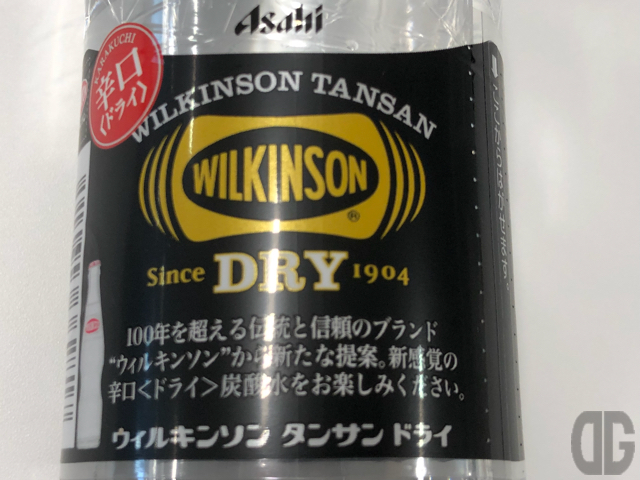 Asahi
KARAKUCHI
辛口
〈ドライ〉
WILKINSON TANSAN
WILKINSON
®
Since DRY 1904
100年を超える伝統と信頼のブランド
“ウィルキンソン”から新たな提案。新感覚の
辛口<ドライ>炭酸水をお楽しみください。
ウィルキンソン タンサン ドライ
DG